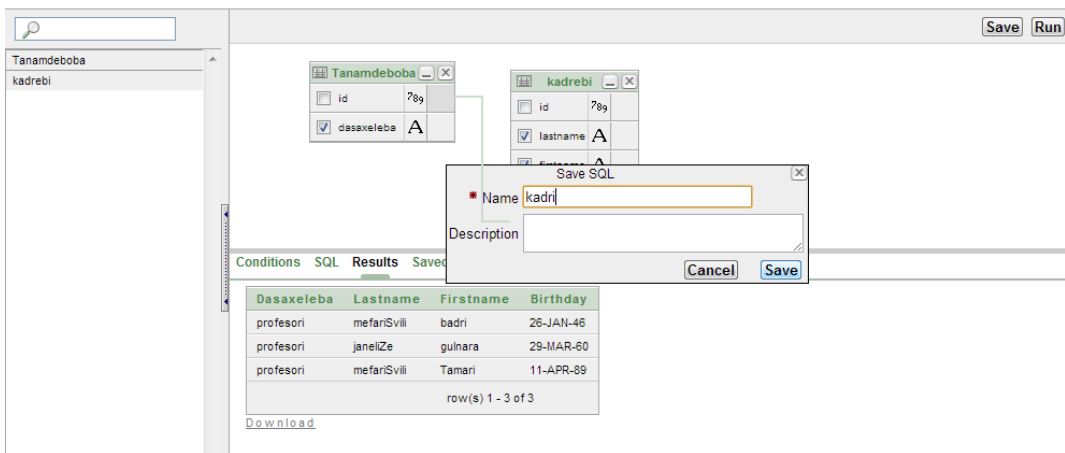 Save Run
Tanamdeboba
kadrebi
Tanamdeboba
id 789
dasaxeleba A
kadrebi
id 789
lastname A
Save SQL
* Name kadri
Description
Cancel Save
Conditions SQL Results
Dasaxeleba Lastname Firstname Birthday
profesori mefariSvili badri 26-JAN-46
profesori janeliZe gulnara 29-MAR-60
profesori mefariSvili Tamari 11-APR-89
row(s) 1 - 3 of 3
Download